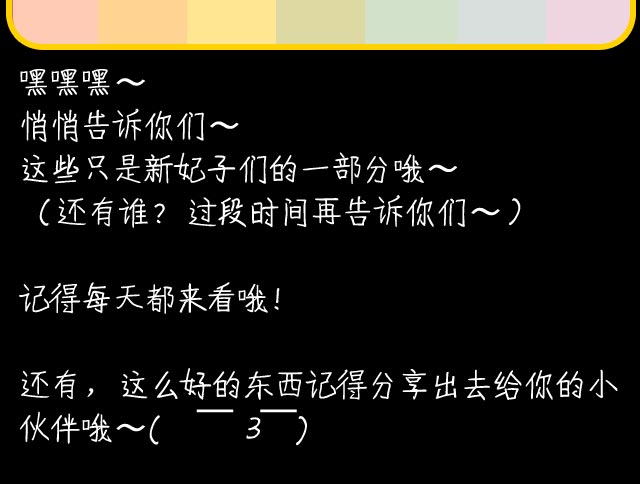 嘿嘿嘿～
悄悄告诉你们～
这些只是新妃子们的一部分哦～
（还有谁？过段时间再告诉你们～）
记得每天都来看哦！
还有，这么好的东西记得分享出去给你的小
伙伴哦～(￣3￣)